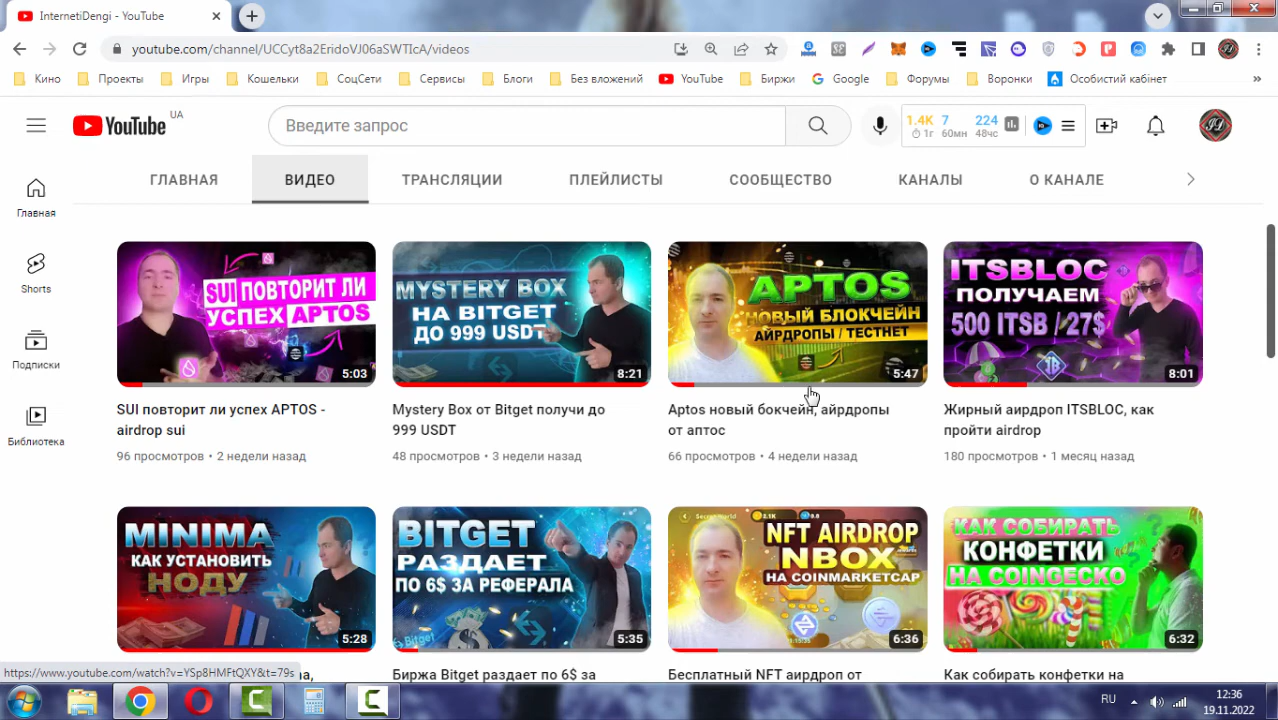 InternetiDengi - YouTube
youtube.com/channel/UCCyt8a2EridoVJ06aSWTIcA/videos
Кино
Проекты
Игры
Кошельки
СоцСети
Сервисы
Блоги
Без вложений
YouTube
Биржи
Google
Форумы
Воронки
Особистий кабінет
»
YouTube UA
Введите запрос
1.4K 7 224
1г 60мн 48чс
ГЛАВНАЯ
ВИДЕО
ТРАНСЛЯЦИИ
ПЛЕЙЛИСТЫ
СООБЩЕСТВО
КАНАЛЫ
О КАНАЛЕ
Главная
Shorts
Подписки
Библиотека
SUI ПОВТОРИТ ЛИ
УСПЕХ APTOS
5:03
SUI повторит ли успех APTOS -
airdrop sui
96 просмотров • 2 недели назад
MYSTERY BOX
НА BITGET
ДО 999 USDT
8:21
Mystery Box от Bitget получи до
999 USDT
48 просмотров • 3 недели назад
APTOS
НОВЫЙ БЛОКЧЕЙН
АЙРДРОПЫ / ТЕСТНЕТ
5:47
Aptos новый бокчейн, айрдропы
от аптос
66 просмотров • 4 недели назад
ITSBLOC
ПОЛУЧАЕМ
500 ITSB / 27$
8:01
Жирный аирдроп ITSBLOC, как
пройти airdrop
180 просмотров • 1 месяц назад
MINIMA
КАК УСТАНОВИТЬ
НОДУ
5:28
BITGET
РАЗДАЕТ
ПО 6$ ЗА РЕФЕРАЛА
Bitget
5:35
Биржа Bitget раздает по 6$ за
NFT AIRDROP
NBOX
НА COINMARKETCAP
6:36
Бесплатный NFT аирдроп от
КАК СОБИРАТЬ
КОНФЕТКИ
НА COINGECKO
6:32
Как собирать конфетки на
https://www.youtube.com/watch?v=YSp8HMFtQXY&t=79s
RU
12:36
19.11.2022